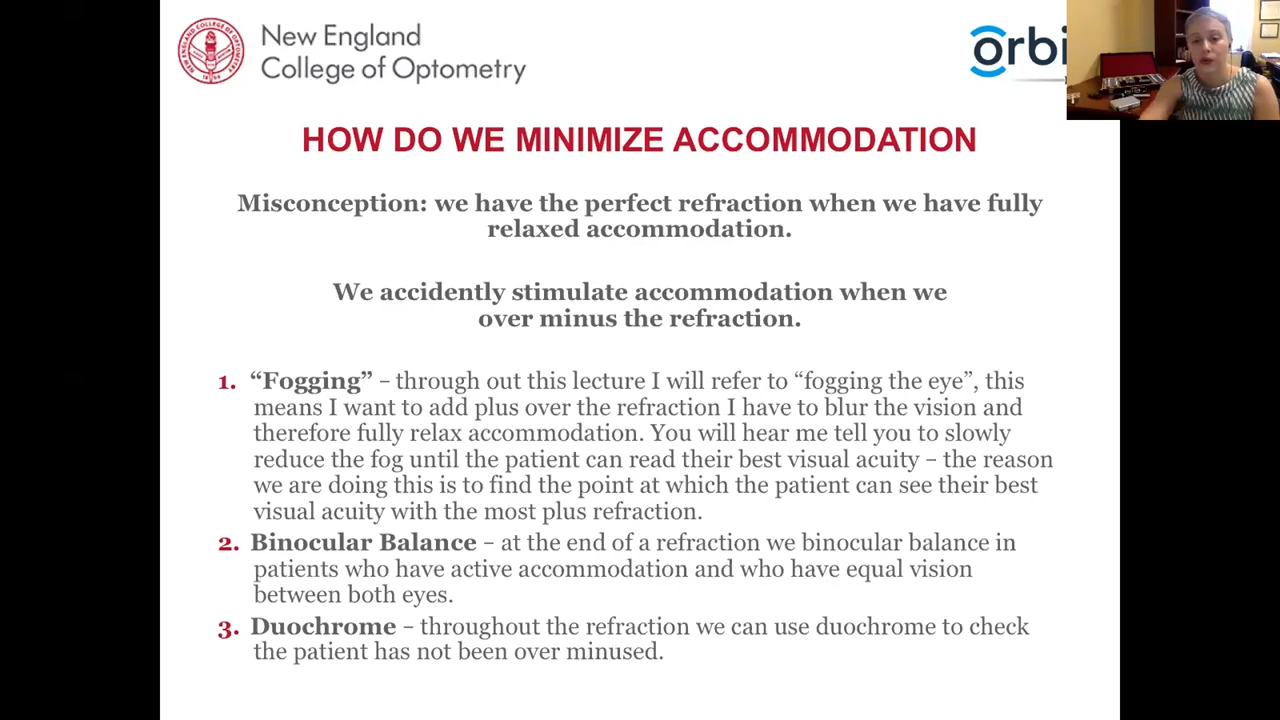 New England
College of Optometry
orbi
HOW DO WE MINIMIZE ACCOMMODATION
Misconception: we have the perfect refraction when we have fully
relaxed accommodation.
We accidently stimulate accommodation when we
over minus the refraction.
1. “Fogging” – through out this lecture I will refer to “fogging the eye”, this
means I want to add plus over the refraction I have to blur the vision and
therefore fully relax accommodation. You will hear me tell you to slowly
reduce the fog until the patient can read their best visual acuity – the reason
we are doing this is to find the point at which the patient can see their best
visual acuity with the most plus refraction.
2. Binocular Balance – at the end of a refraction we binocular balance in
patients who have active accommodation and who have equal vision
between both eyes.
3. Duochrome – throughout the refraction we can use duochrome to check
the patient has not been over minused.